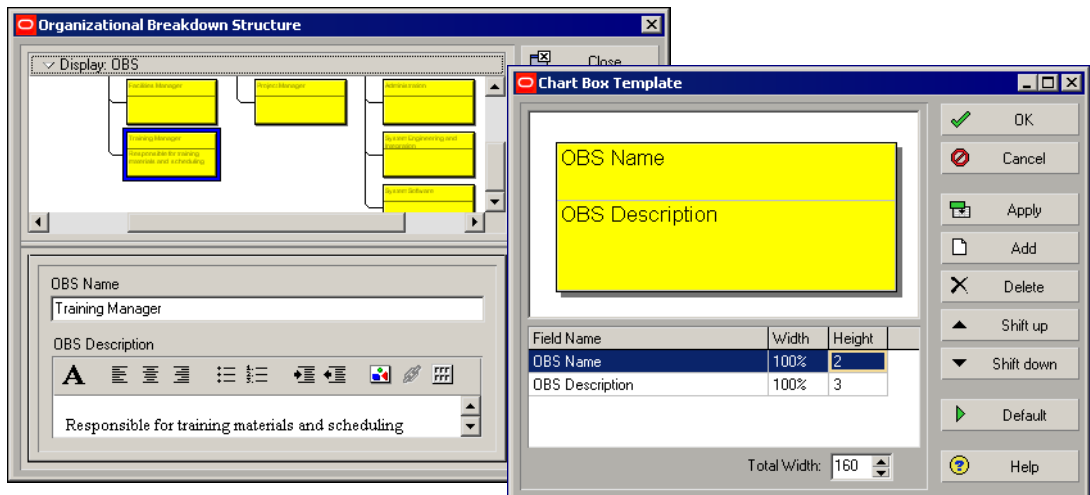 Organizational Breakdown Structure
Display: OBS
Close
Facilities Manager
Project Manager
Administration
Training Manager
Responsible for training
materials and scheduling
System Engineering and
System Software
OBS Name
Training Manager
OBS Description
A
Responsible for training materials and scheduling
Chart Box Template
OBS Name
OBS Description
Field Name Width Height
OBS Name 100% 2
OBS Description 100% 3
Total Width: 160
OK
Cancel
Apply
Add
Delete
Shift up
Shift down
Default
Help